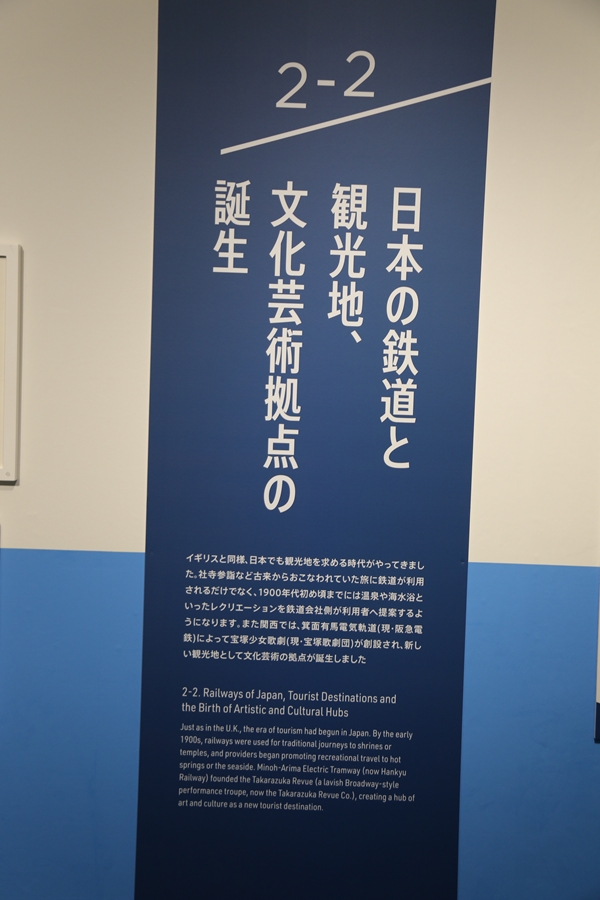 2-2
日本の鉄道と
観光地、
文化芸術拠点の
誕生
イギリスと同様、日本でも観光地を求める時代がやってきまし
た。社寺参詣など古来からおこなわれていた旅に鉄道が利用
されるだけでなく、1900年代初め頃までには温泉や海水浴と
いったレクリエーションを鉄道会社側が利用者へ提案するよ
うになります。また関西では、箕面有馬電気軌道(現・阪急電
鉄)によって宝塚少女歌劇(現・宝塚歌劇団)が創設され、新し
い観光地として文化芸術の拠点が誕生しました
2-2. Railways of Japan, Tourist Destinations and
the Birth of Artistic and Cultural Hubs
Just as in the U.K., the era of tourism had begun in Japan. By the early
1900s, railways were used for traditional journeys to shrines or
temples, and providers began promoting recreational travel to hot
springs or the seaside. Minoh-Arima Electric Tramway (now Hankyu
Railway) founded the Takarazuka Revue (a lavish Broadway-style
performance troupe, now the Takarazuka Revue Co.), creating a hub of
art and culture as a new tourist destination.